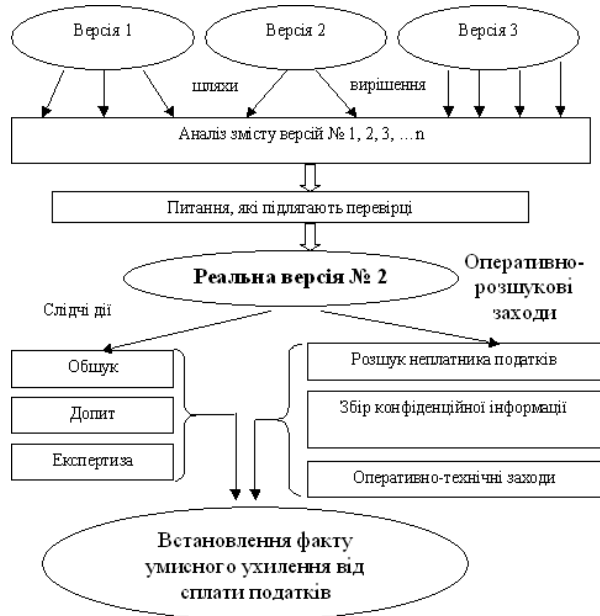 Версія 1
Версія 2
Версія 3
шляхи
вирішення
Аналіз змісту версій № 1, 2, 3, …n
Питання, які підлягають перевірці
Реальна версія № 2
Оперативно-
розшукові
заходи
Слідчі дії
Обшук
Допит
Експертиза
Розшук неплатника податків
Збір конфіденційної інформації
Оперативно-технічні заходи
Встановлення факту
умисного ухилення від
сплати податків